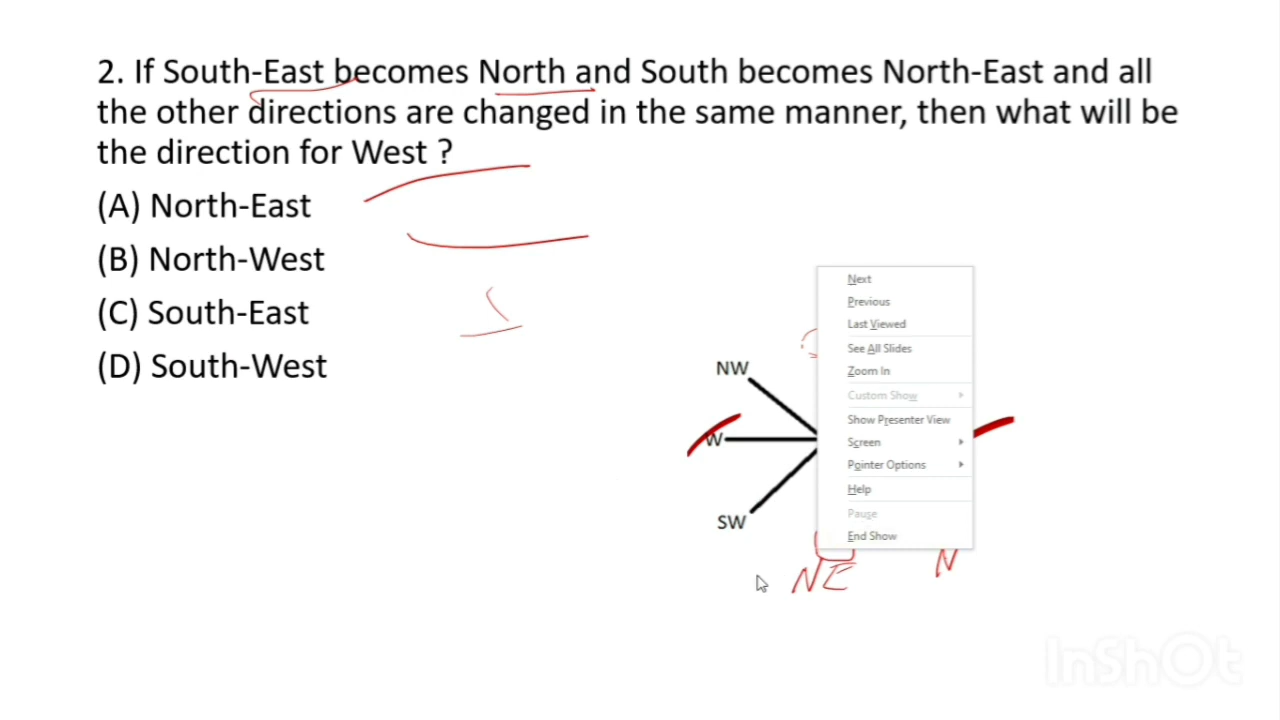 2. If South-East becomes North and South becomes North-East and all
the other directions are changed in the same manner, then what will be
the direction for West ?
(A) North-East
(B) North-West
(C) South-East
(D) South-West
NW
W
SW
Next
Previous
Last Viewed
See All Slides
Zoom In
Custom Show
Show Presenter View
Screen
Pointer Options
Help
Pause
End Show
NE
N
InShOt